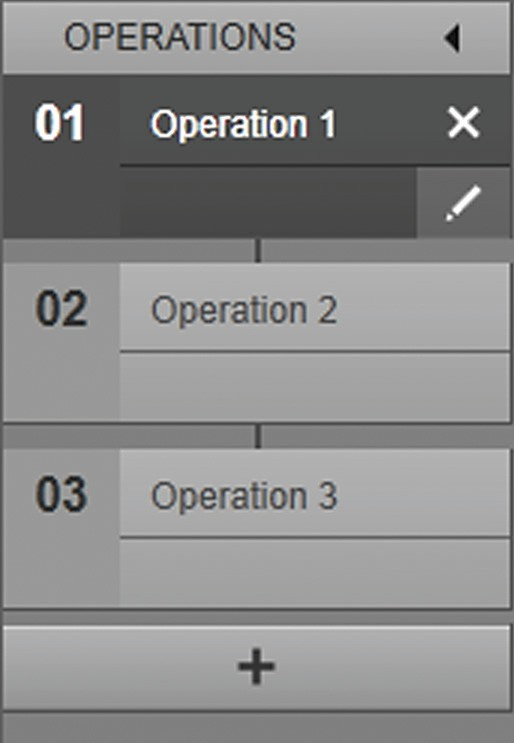 OPERATIONS
01 Operation 1
02 Operation 2
03 Operation 3